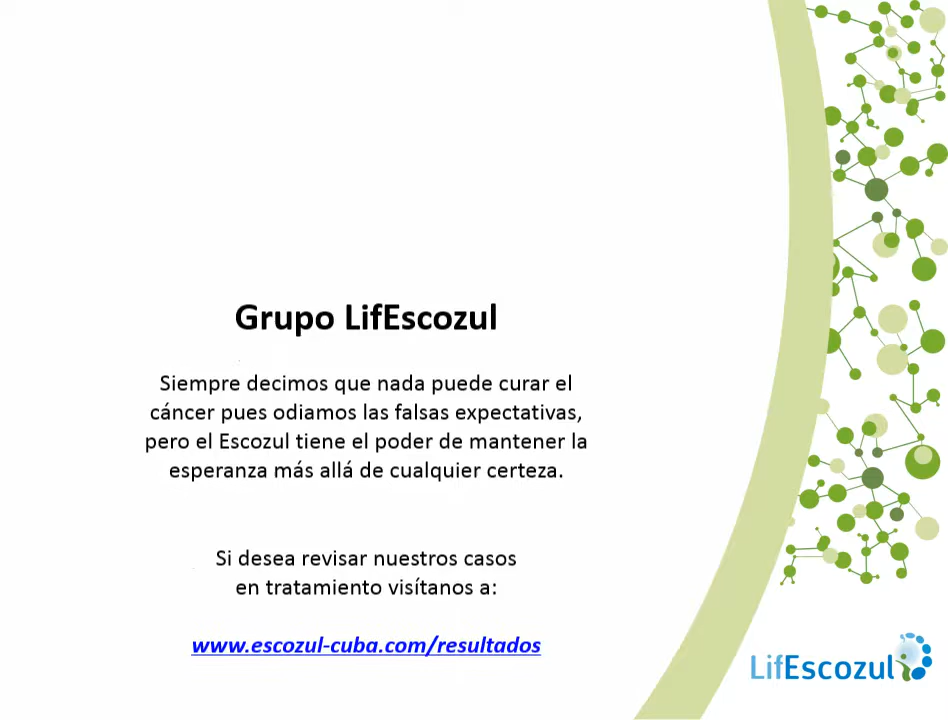 Grupo LifEscozul
Siempre decimos que nada puede curar el
cáncer pues odiamos las falsas expectativas,
pero el Escozul tiene el poder de mantener la
esperanza más allá de cualquier certeza.
Si desea revisar nuestros casos
en tratamiento visítanos a:
www.escozul-cuba.com/resultados
LifEscozul